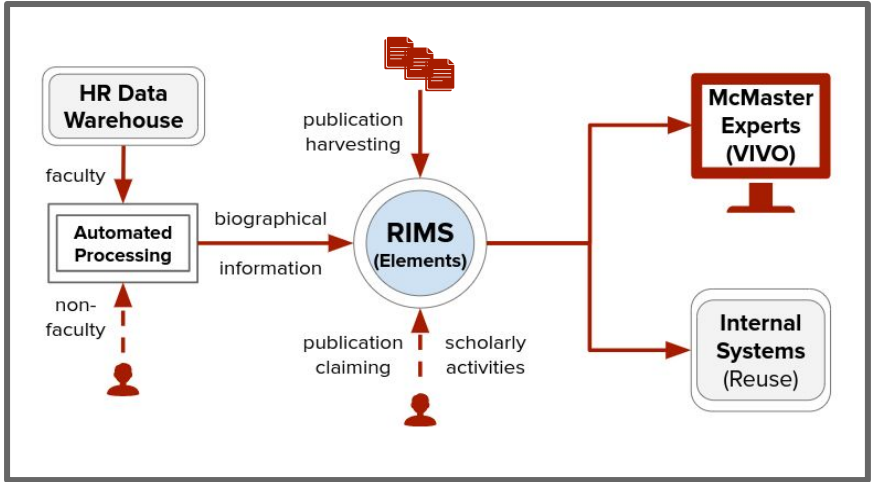 HR Data
Warehouse
faculty
Automated
Processing
non-
faculty
biographical
information
publication
harvesting
RIMS
(Elements)
publication
claiming
scholarly
activities
McMaster
Experts
(VIVO)
Internal
Systems
(Reuse)